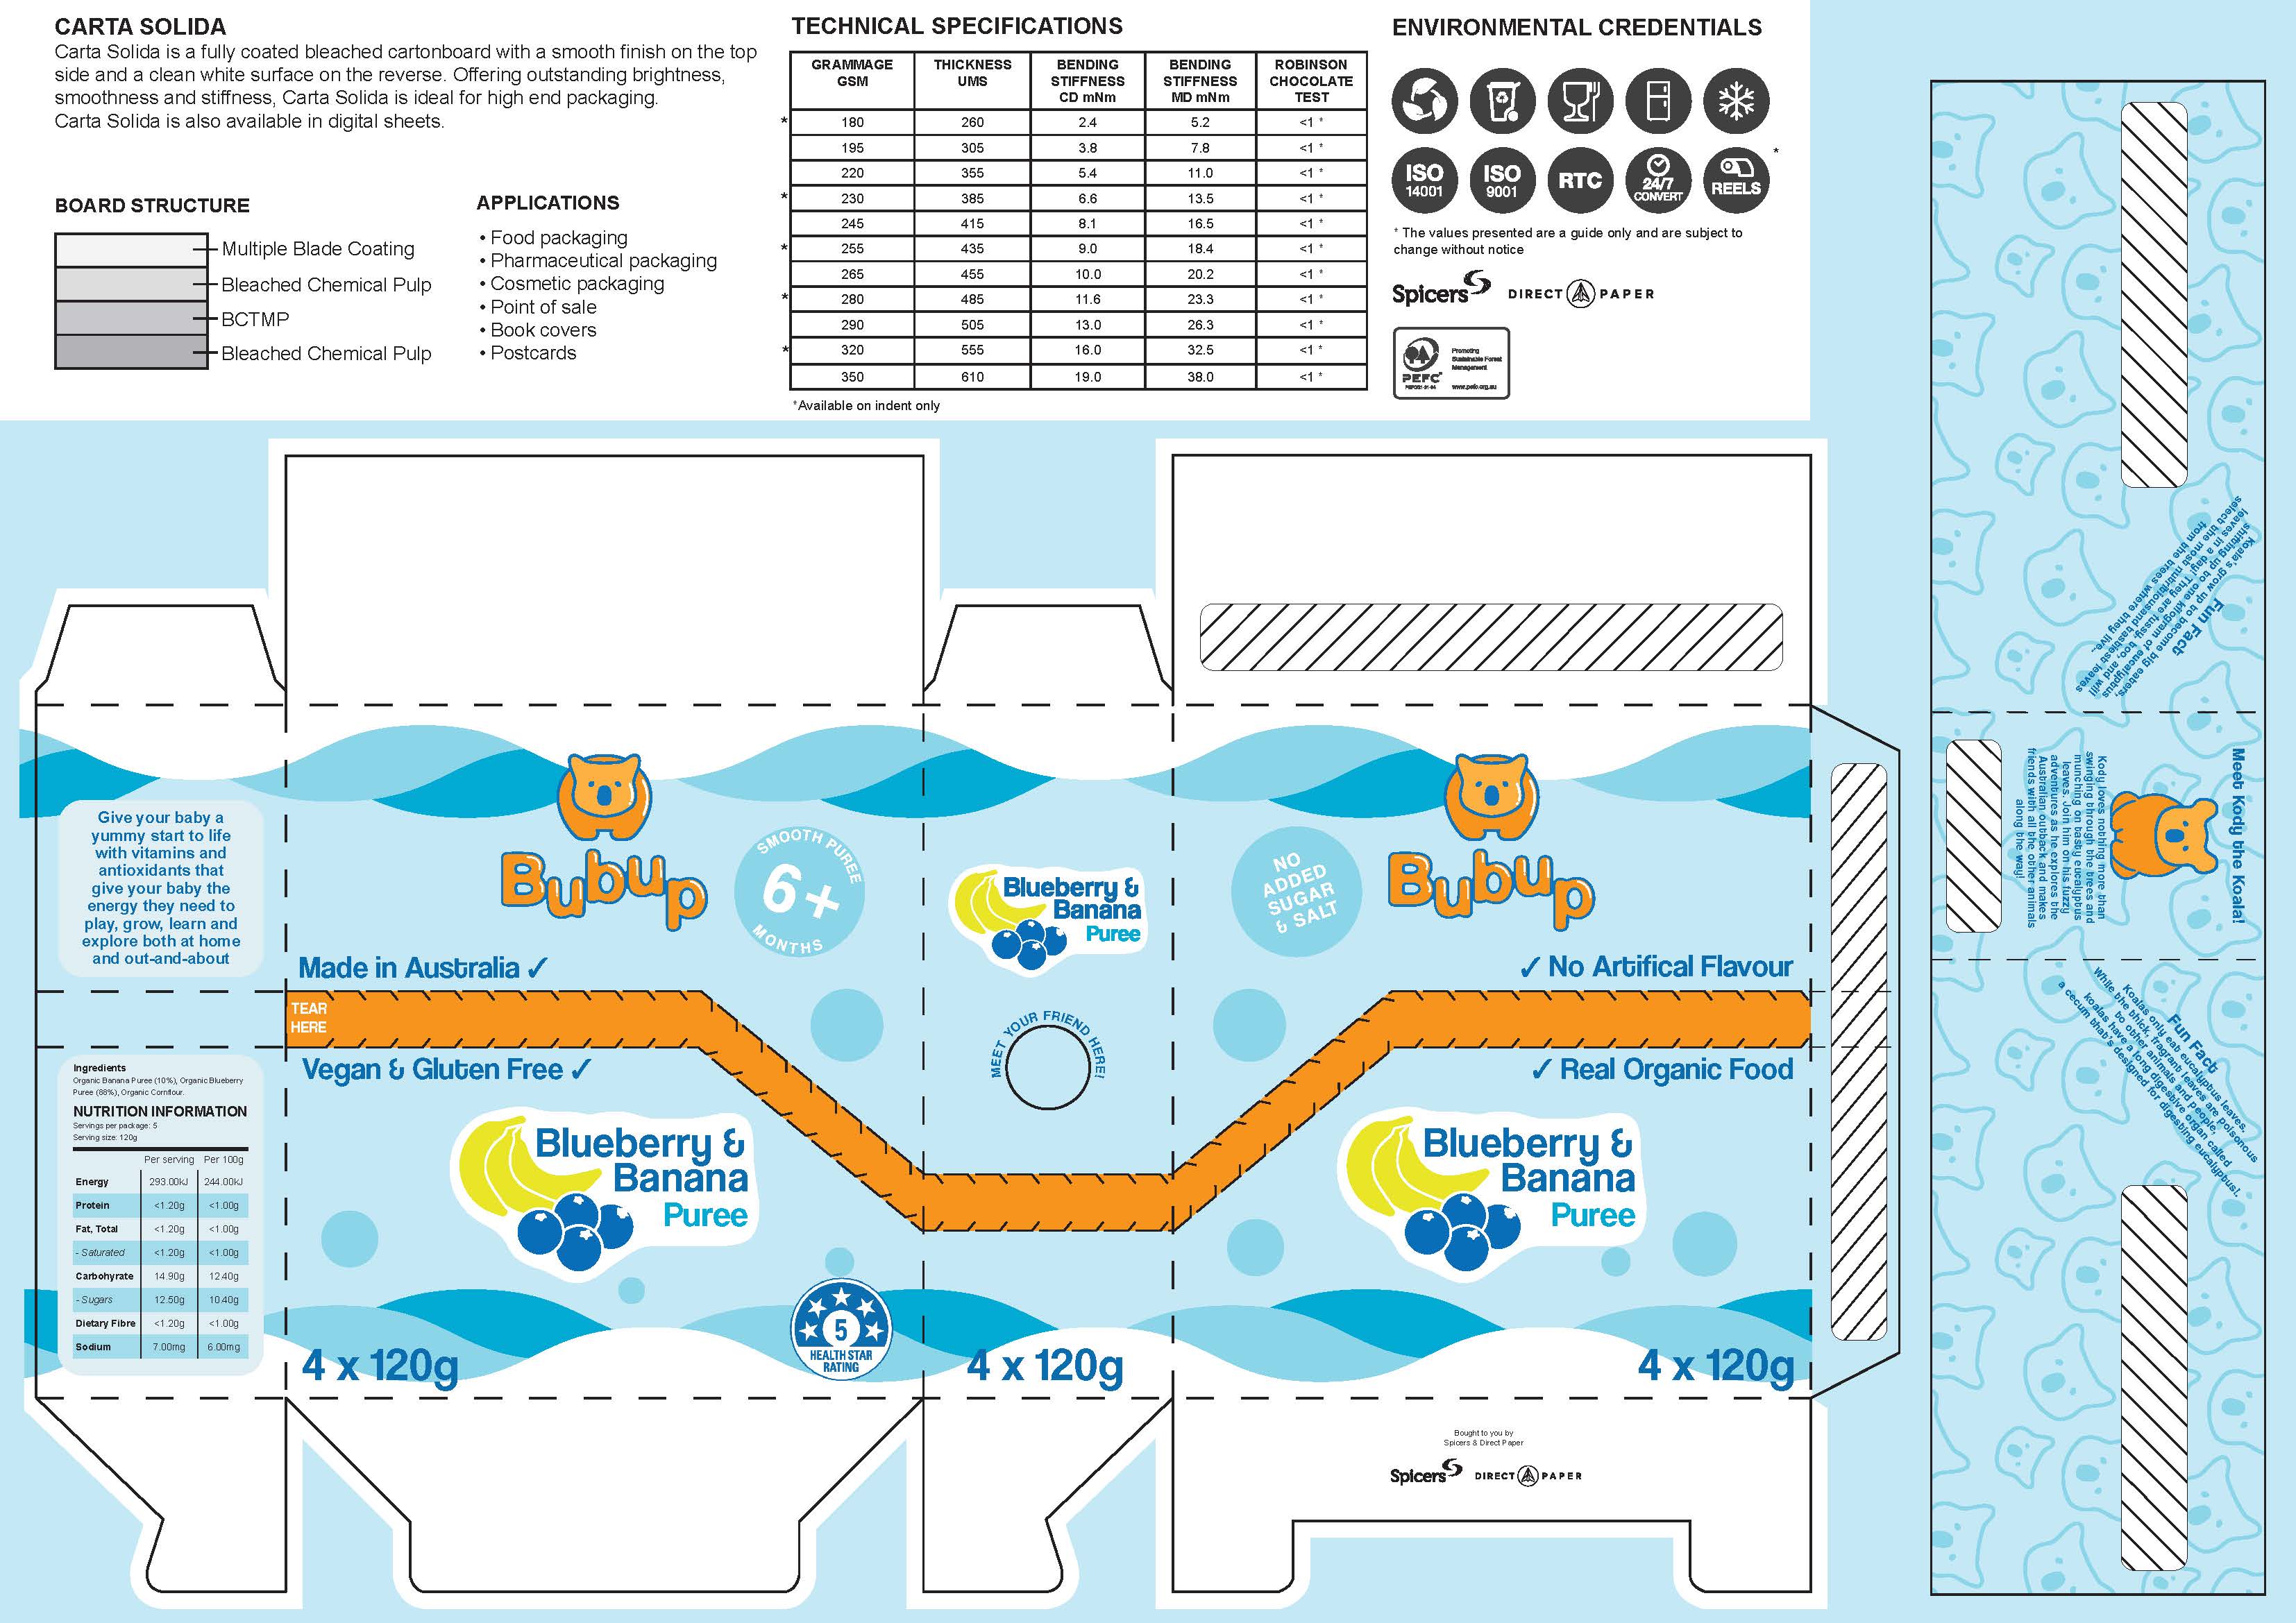 CARTA SOLIDA
Carta Solida is a fully coated bleached cartonboard with a smooth finish on the top
side and a clean white surface on the reverse. Offering outstanding brightness,
smoothness and stiffness, Carta Solida is ideal for high end packaging.
Carta Solida is also available in digital sheets.
BOARD STRUCTURE
Multiple Blade Coating
Bleached Chemical Pulp
BCTMP
Bleached Chemical Pulp
APPLICATIONS
• Food packaging
• Pharmaceutical packaging
• Cosmetic packaging
• Point of sale
• Book covers
• Postcards
TECHNICAL SPECIFICATIONS
GRAMMAGE GSM THICKNESS UMS BENDING STIFFNESS CD mNm BENDING STIFFNESS MD mNm ROBINSON CHOCOLATE TEST
* 180 260 2.4 5.2 <1 *
195 305 3.8 7.8 <1 *
220 355 5.4 11.0 <1 *
* 230 385 6.6 13.5 <1 *
245 415 8.1 16.5 <1 *
* 255 435 9.0 18.4 <1 *
265 455 10.0 20.2 <1 *
* 280 485 11.6 23.3 <1 *
290 505 13.0 26.3 <1 *
* 320 555 16.0 32.5 <1 *
350 610 19.0 38.0 <1 *
*Available on indent only
ENVIRONMENTAL CREDENTIALS
ISO 14001
ISO 9001
RTC
24/7 CONVERT
REELS
*
* The values presented are a guide only and are subject to
change without notice
Spicers
DIRECT PAPER
PEFC
Promoting
Sustainable Forest
Management
www.pefc.org.au
Give your baby a
yummy start to life
with vitamins and
antioxidants that
give your baby the
energy they need to
play, grow, learn and
explore both at home
and out-and-about
Ingredients
Organic Banana Puree (10%), Organic Blueberry
Puree (88%), Organic Cornflour.
NUTRITION INFORMATION
Servings per package: 5
Serving size: 120g
Per serving Per 100g
Energy 293.00kJ 244.00kJ
Protein <1.20g <1.00g
Fat, Total <1.20g <1.00g
- Saturated <1.20g <1.00g
Carbohyrate 14.90g 12.40g
- Sugars 12.50g 10.40g
Dietary Fibre <1.20g <1.00g
Sodium 7.00mg 6.00mg
Bubup
SMOOTH PUREE
6+
MONTHS
Made in Australia ✓
TEAR
HERE
Vegan & Gluten Free ✓
Blueberry &
Banana
Puree
5
HEALTH STAR
RATING
4 x 120g
Blueberry &
Banana
Puree
MEET YOUR FRIEND HERE!
4 x 120g
NO
ADDED
SUGAR
& SALT
Bubup
✓ No Artifical Flavour
✓ Real Organic Food
Blueberry &
Banana
Puree
4 x 120g
Bought to you by
Spicers & Direct Paper
Spicers
DIRECT PAPER
Fun Fact
Koala's grow up to become big eaters,
shifting up to one kilogram of eucalyptus
leaves in a day! They are fussy, too, and will
select the most nutritious and tastiest leaves
from the trees where they live..
Meet Kody the Koala!
Kody loves nothing more than
swinging through the trees and
munching on tasty eucalyptus
leaves. Join him on his fuzzy
adventures as he explores the
Australian outback and makes
friends with all the other animals
along the way!
Fun Fact
Koalas only eat eucalyptus leaves.
While the thick, fragrant leaves are poisonous
to other animals and people,
koalas have a long digestive organ called
a cecum that's designed for digesting eucalyptus!.